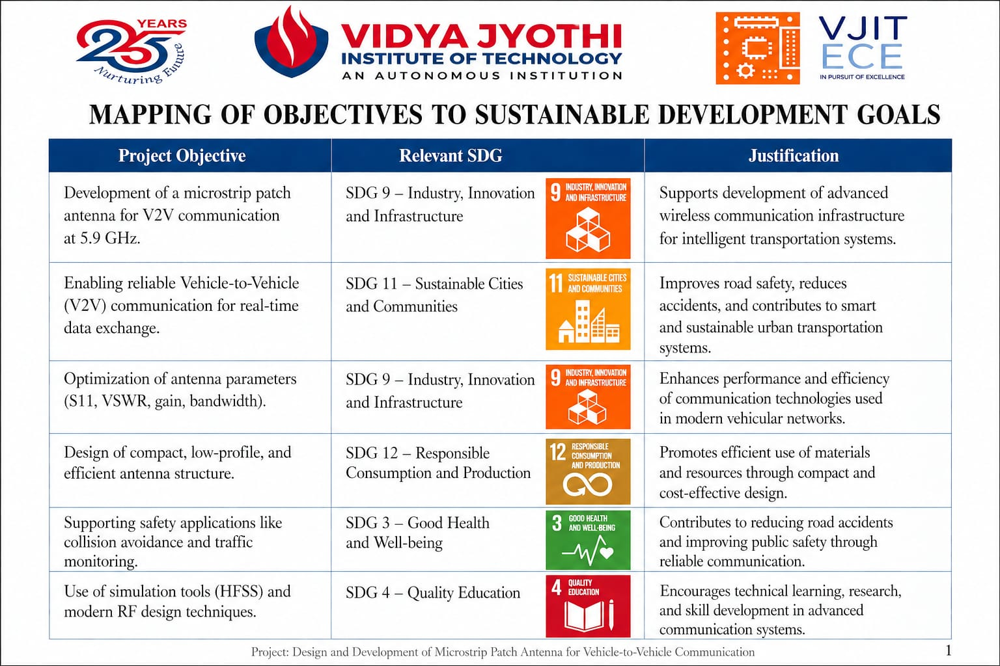 25 YEARS
Nurturing Future
VIDYA JYOTHI
INSTITUTE OF TECHNOLOGY
AN AUTONOMOUS INSTITUTION
VJIT
ECE
IN PURSUIT OF EXCELLENCE
MAPPING OF OBJECTIVES TO SUSTAINABLE DEVELOPMENT GOALS
Project Objective
Relevant SDG
Justification
Development of a microstrip patch
antenna for V2V communication
at 5.9 GHz.
SDG 9 – Industry, Innovation
and Infrastructure
9 INDUSTRY, INNOVATION
AND INFRASTRUCTURE
Supports development of advanced
wireless communication infrastructure
for intelligent transportation systems.
Enabling reliable Vehicle-to-Vehicle
(V2V) communication for real-time
data exchange.
SDG 11 – Sustainable Cities
and Communities
11 SUSTAINABLE CITIES
AND COMMUNITIES
Improves road safety, reduces
accidents, and contributes to smart
and sustainable urban transportation
systems.
Optimization of antenna parameters
(S11, VSWR, gain, bandwidth).
SDG 9 – Industry, Innovation
and Infrastructure
9 INDUSTRY, INNOVATION
AND INFRASTRUCTURE
Enhances performance and efficiency
of communication technologies used
in modern vehicular networks.
Design of compact, low-profile, and
efficient antenna structure.
SDG 12 – Responsible
Consumption and Production
12 RESPONSIBLE
CONSUMPTION
AND PRODUCTION
Promotes efficient use of materials
and resources through compact and
cost-effective design.
Supporting safety applications like
collision avoidance and traffic
monitoring.
SDG 3 – Good Health
and Well-being
3 GOOD HEALTH
AND WELL-BEING
Contributes to reducing road accidents
and improving public safety through
reliable communication.
Use of simulation tools (HFSS) and
modern RF design techniques.
SDG 4 – Quality Education
4 QUALITY
EDUCATION
Encourages technical learning, research,
and skill development in advanced
communication systems.
Project: Design and Development of Microstrip Patch Antenna for Vehicle-to-Vehicle Communication
1